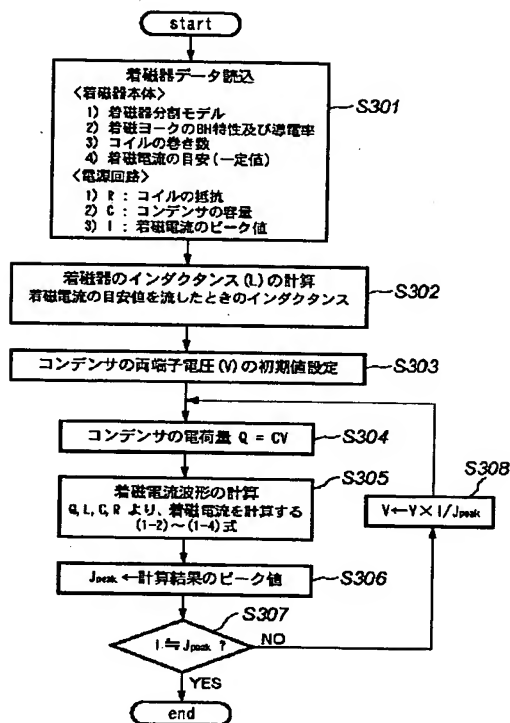 start
着磁器データ読込
<着磁器本体>
1) 着磁器分割モデル
2) 着磁ヨークのBH特性及び導電率
3) コイルの巻き数
4) 着磁電流の目安(一定値)
<電源回路>
1) R : コイルの抵抗
2) C : コンデンサの容量
3) I : 着磁電流のピーク値
S301
着磁器のインダクタンス(L)の計算
着磁電流の目安値を流したときのインダクタンス
S302
コンデンサの両端子電圧(V)の初期値設定
S303
コンデンサの電荷量 Q = CV
S304
着磁電流波形の計算
Q, L, C, R より、着磁電流を計算する
(1-2)~(1-4)式
S305
Jpeak ←計算結果のピーク値
S306
I ≒ Jpeak ?
S307
NO
V←V×I/Jpeak
S308
YES
end